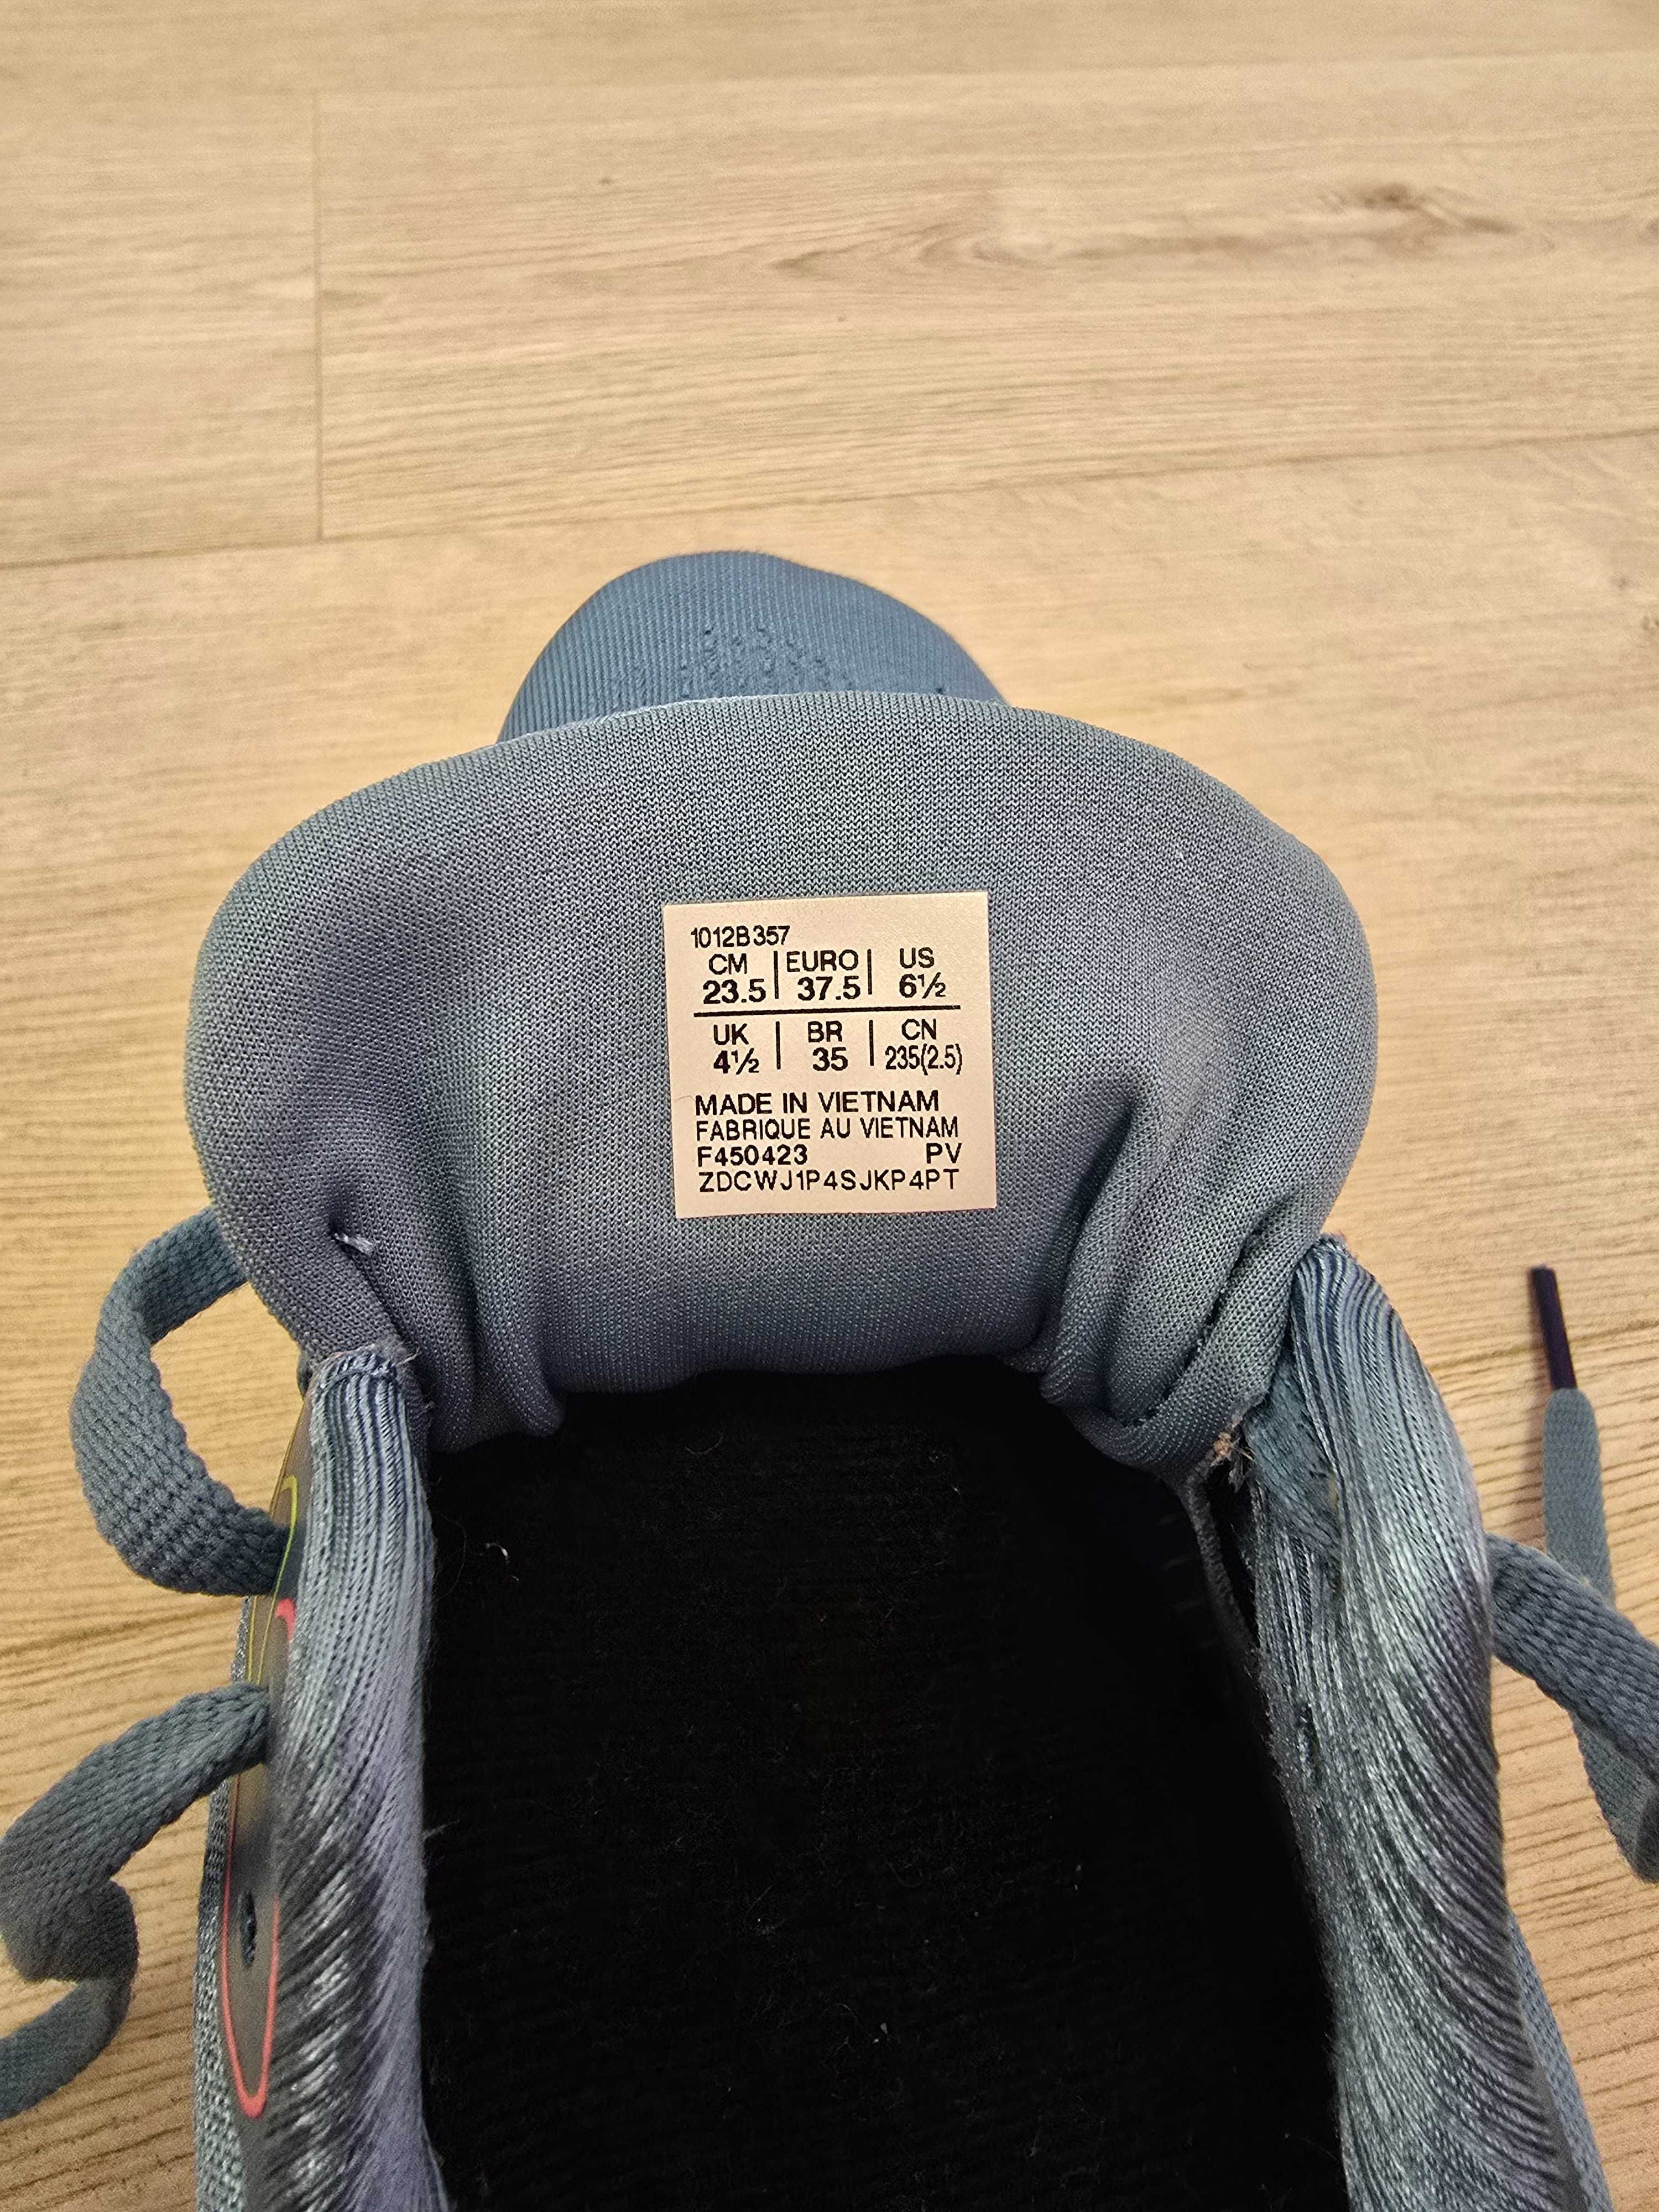 1012B357
CM | EURO | US
23.5 | 37.5 | 6½
UK | BR | CN
4½ | 35 | 235(2.5)
MADE IN VIETNAM
FABRIQUE AU VIETNAM
F450423 PV
ZDCWJ1P4SJKP4PT